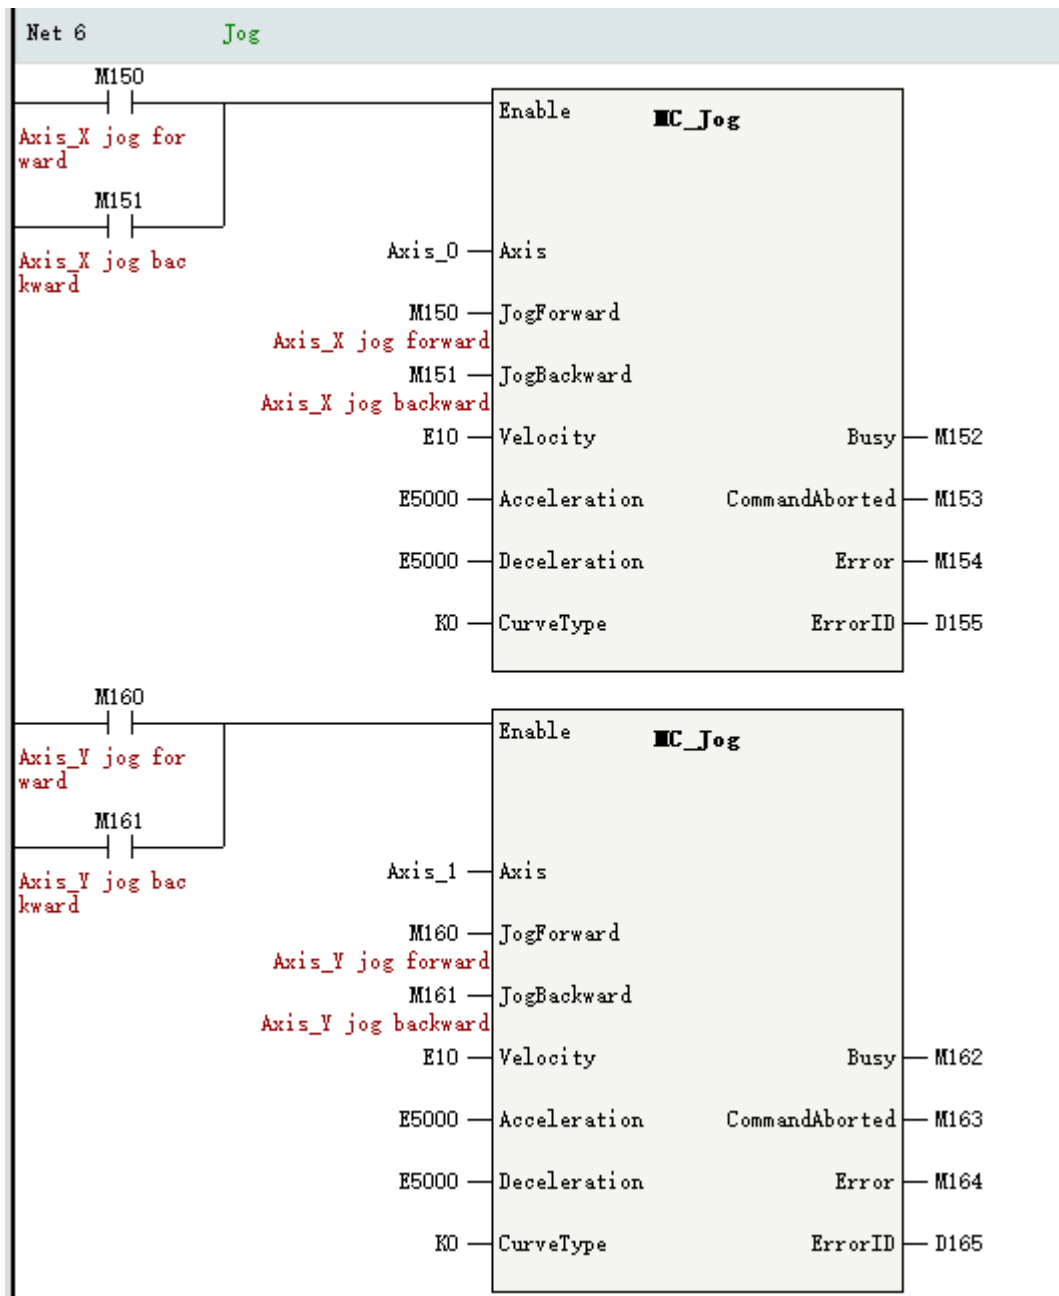 Net 6 Jog
M150
Axis_X jog for
ward
M151
Axis_X jog bac
kward
Enable MC_Jog
Axis_0 Axis
M150 JogForward
Axis_X jog forward
M151 JogBackward
Axis_X jog backward
E10 Velocity Busy M152
E5000 Acceleration CommandAborted M153
E5000 Deceleration Error M154
K0 CurveType ErrorID D155
M160
Axis_Y jog for
ward
M161
Axis_Y jog bac
kward
Enable MC_Jog
Axis_1 Axis
M160 JogForward
Axis_Y jog forward
M161 JogBackward
Axis_Y jog backward
E10 Velocity Busy M162
E5000 Acceleration CommandAborted M163
E5000 Deceleration Error M164
K0 CurveType ErrorID D165